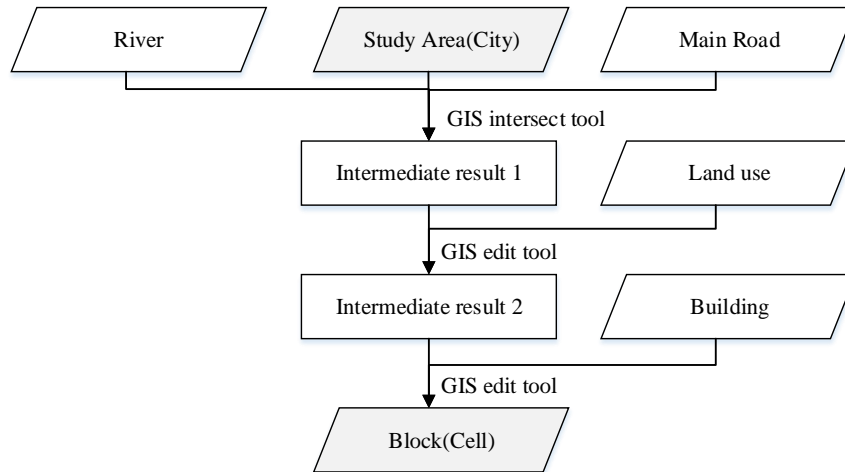 River
Study Area(City)
Main Road
GIS intersect tool
Intermediate result 1
Land use
GIS edit tool
Intermediate result 2
Building
GIS edit tool
Block(Cell)